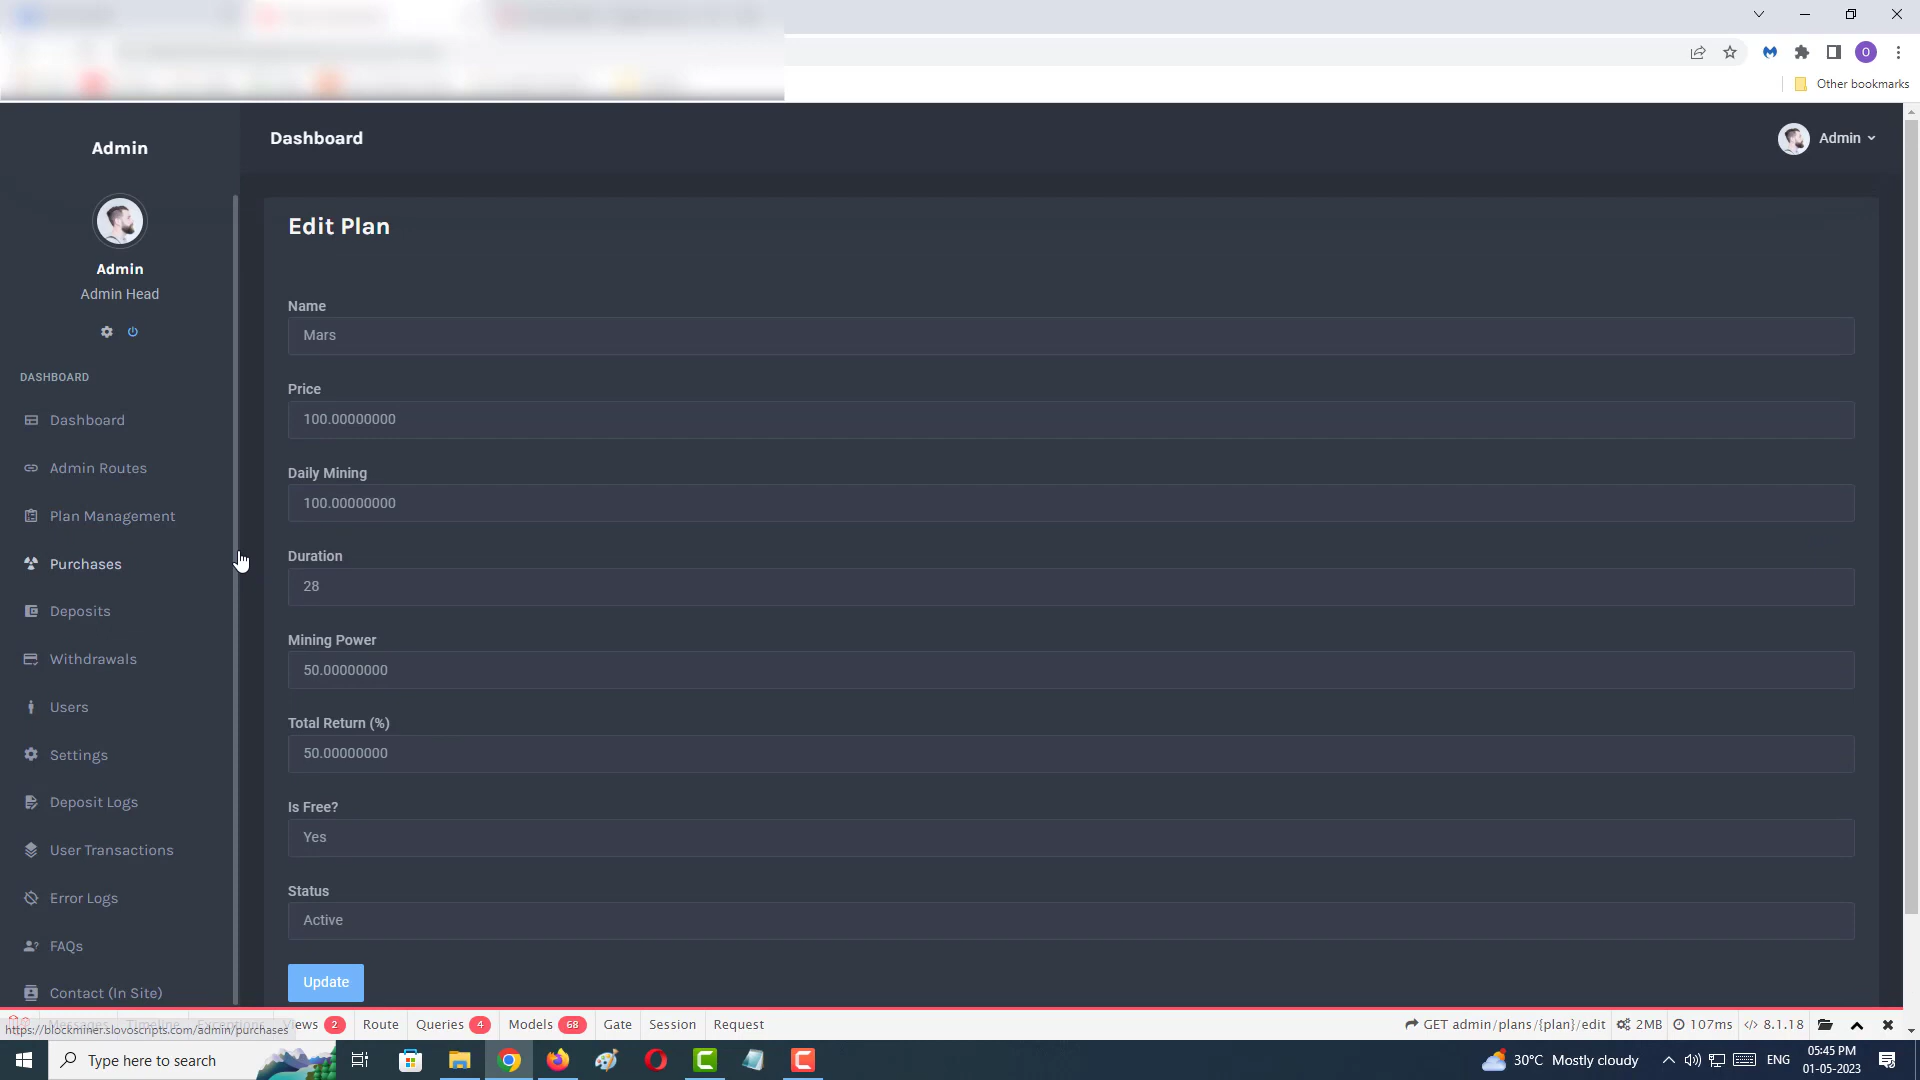 O
Other bookmarks
Admin
Dashboard
Admin
Edit Plan
Admin
Admin Head
Name
Mars
DASHBOARD
Price
Dashboard
100.00000000
Admin Routes
Daily Mining
100.00000000
Plan Management
Duration
Purchases
28
Deposits
Mining Power
Withdrawals
50.00000000
Users
Total Return (%)
Settings
50.00000000
Deposit Logs
Is Free?
Yes
User Transactions
Status
Error Logs
Active
FAQs
Update
Contact (In Site)
https://blockminer.slovoscripts.com/admin/purchases
Views 2 Route Queries 4 Models 68 Gate Session Request GET admin/plans/{plan}/edit 2MB 107ms 8.1.18
Type here to search
30°C Mostly cloudy
ENG
05:45 PM
01-05-2023